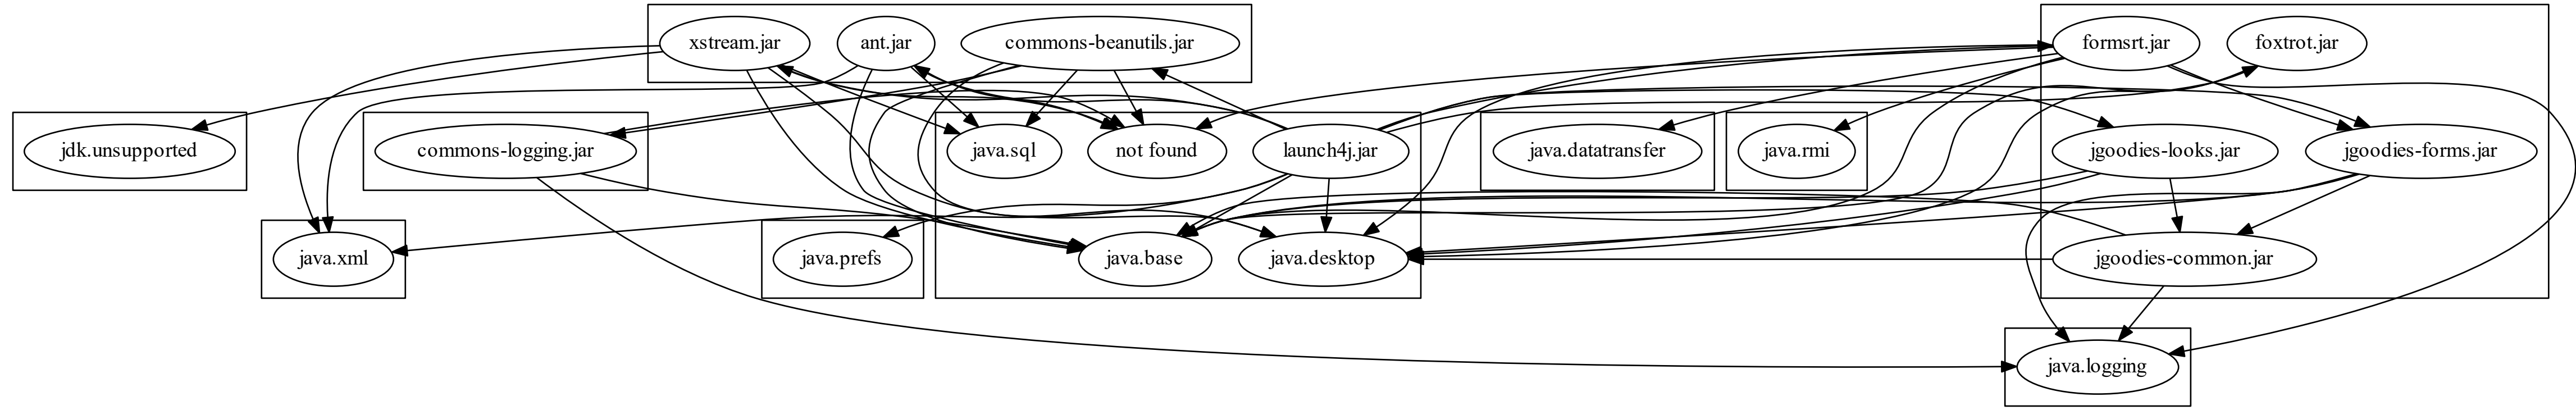 xstream.jar
ant.jar
commons-beanutils.jar
formsrt.jar
foxtrot.jar
jdk.unsupported
commons-logging.jar
java.sql
not found
launch4j.jar
java.datatransfer
java.rmi
jgoodies-looks.jar
jgoodies-forms.jar
java.xml
java.prefs
java.base
java.desktop
jgoodies-common.jar
java.logging